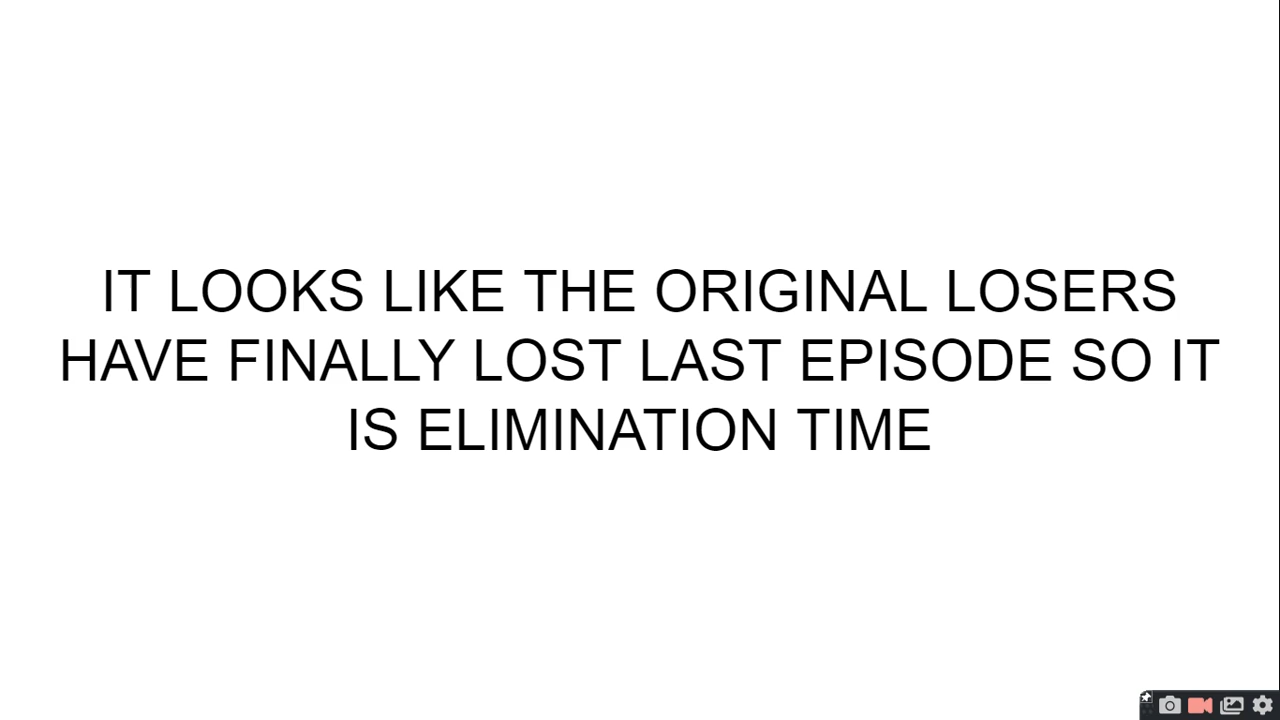 IT LOOKS LIKE THE ORIGINAL LOSERS
HAVE FINALLY LOST LAST EPISODE SO IT
IS ELIMINATION TIME